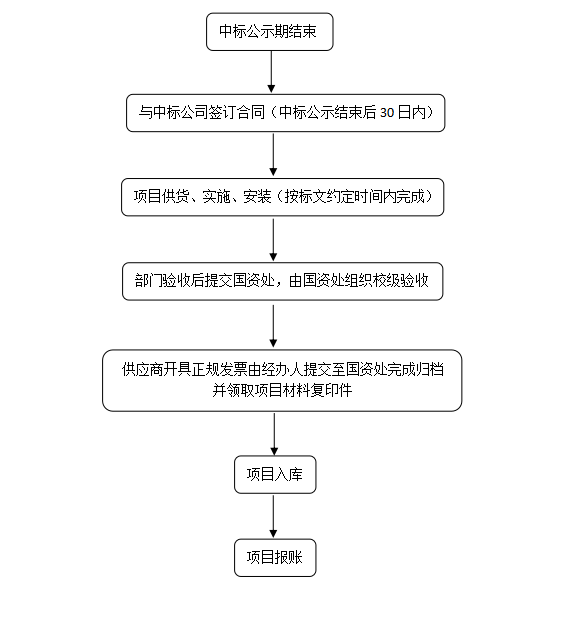 中标公示期结束
与中标公司签订合同（中标公示结束后 30 日内）
项目供货、实施、安装（按标文约定时间内完成）
部门验收后提交国资处，由国资处组织校级验收
供应商开具正规发票由经办人提交至国资处完成归档
并领取项目材料复印件
项目入库
项目报账